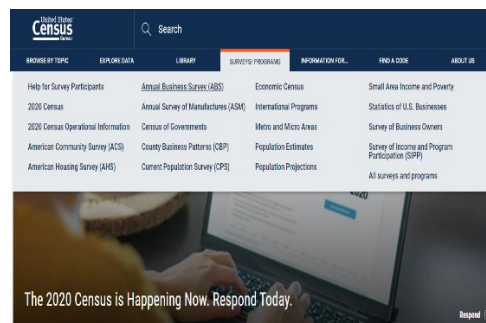 United States
Census
Bureau
Search
BROWSE BY TOPIC
EXPLORE DATA
LIBRARY
SURVEYS/ PROGRAMS
INFORMATION FOR...
FIND A CODE
ABOUT US
Help for Survey Participants
2020 Census
2020 Census Operational Information
American Community Survey (ACS)
American Housing Survey (AHS)
Annual Business Survey (ABS)
Annual Survey of Manufactures (ASM)
Census of Governments
County Business Patterns (CBP)
Current Population Survey (CPS)
Economic Census
International Programs
Metro and Micro Areas
Population Estimates
Population Projections
Small Area Income and Poverty
Statistics of U.S. Businesses
Survey of Business Owners
Survey of Income and Program
Participation (SIPP)
All surveys and programs
2020
The 2020 Census is Happening Now. Respond Today.
Respond